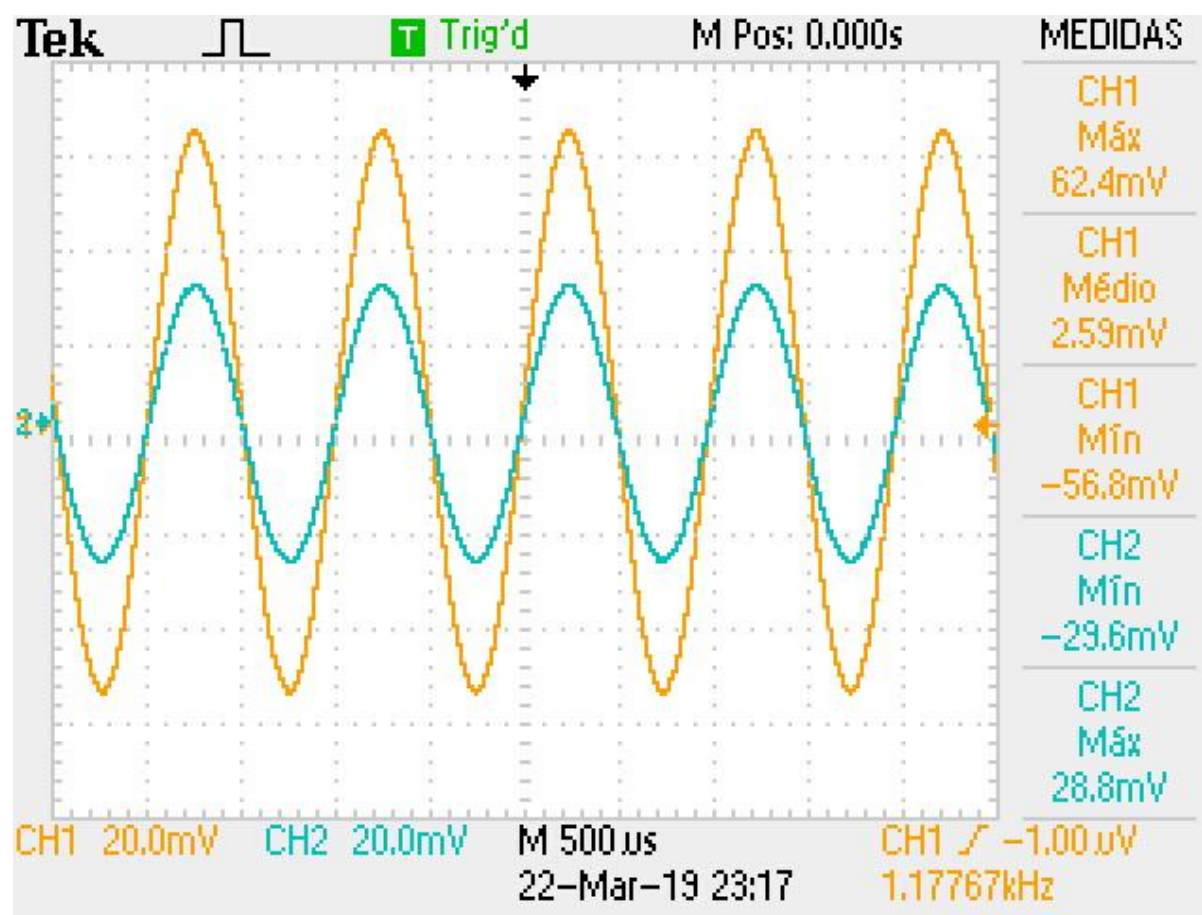 Tek Trig'd M Pos: 0.000s MEDIDAS
CH1
Máx
62.4mV
CH1
Médio
2.59mV
CH1
Mín
-56.8mV
CH2
Mín
-29.6mV
CH2
Máx
28.8mV
2
CH1 20.0mV CH2 20.0mV M 500us CH1 -1.00uV
22-Mar-19 23:17 1.17767kHz